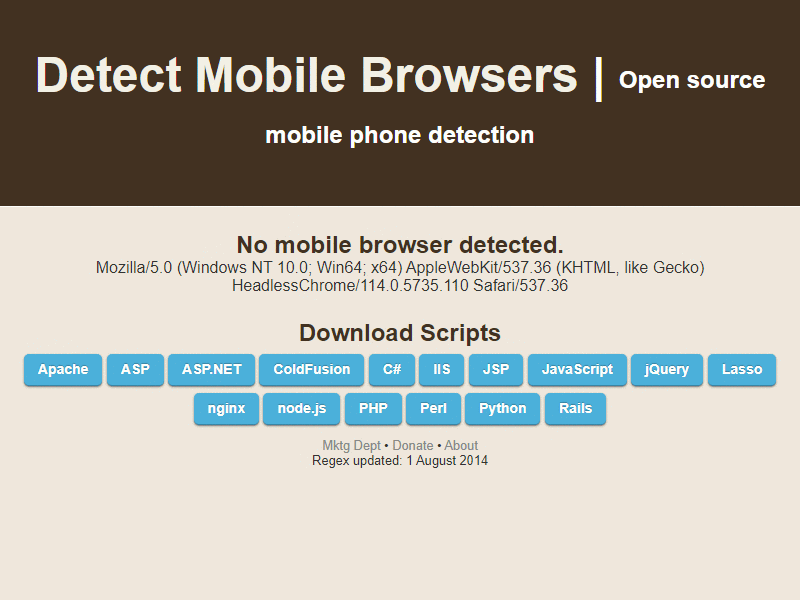 Detect Mobile Browsers | Open source
mobile phone detection
No mobile browser detected.
Mozilla/5.0 (Windows NT 10.0; Win64; x64) AppleWebKit/537.36 (KHTML, like Gecko)
HeadlessChrome/114.0.5735.110 Safari/537.36
Download Scripts
Apache ASP ASP.NET ColdFusion C# IIS JSP JavaScript jQuery Lasso
nginx node.js PHP Perl Python Rails
Mktg Dept • Donate • About
Regex updated: 1 August 2014